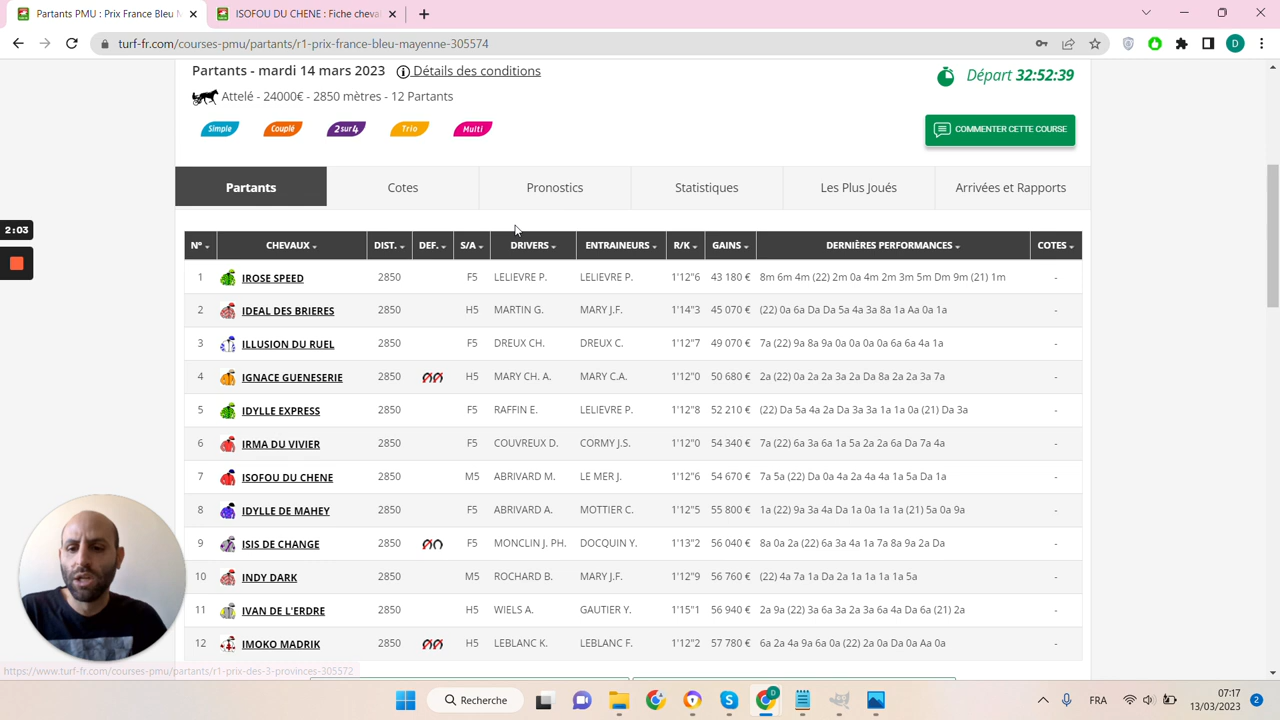 Partants PMU : Prix France Bleu M
ISOFOU DU CHENE : Fiche cheval
turf-fr.com/courses-pmu/partants/r1-prix-france-bleu-mayenne-305574
Partants - mardi 14 mars 2023 Détails des conditions
Départ 32:52:39
Attelé - 24000€ - 2850 mètres - 12 Partants
Simple Couplé 2sur4 Trio Multi
COMMENTER CETTE COURSE
Partants Cotes Pronostics Statistiques Les Plus Joués Arrivées et Rapports
2:03
N° CHEVAUX DIST. DEF. S/A DRIVERS ENTRAINEURS R/K GAINS DERNIÈRES PERFORMANCES COTES
1 IROSE SPEED 2850 F5 LELIEVRE P. LELIEVRE P. 1'12"6 43 180 € 8m 6m 4m (22) 2m 0a 4m 2m 3m 5m Dm 9m (21) 1m -
2 IDEAL DES BRIERES 2850 H5 MARTIN G. MARY J.F. 1'14"3 45 070 € (22) 0a 6a Da Da 5a 4a 3a 8a 1a Aa 0a 1a -
3 ILLUSION DU RUEL 2850 F5 DREUX CH. DREUX C. 1'12"7 49 070 € 7a (22) 9a 8a 9a 0a 0a 0a 0a 6a 6a 4a 1a -
4 IGNACE GUENESERIE 2850 H5 MARY CH. A. MARY C.A. 1'12"0 50 680 € 2a (22) 0a 2a 2a 3a 2a Da 8a 2a 2a 3a 7a -
5 IDYLLE EXPRESS 2850 F5 RAFFIN E. LELIEVRE P. 1'12"8 52 210 € (22) Da 5a 4a 2a Da 3a 3a 1a 1a 0a (21) Da 3a -
6 IRMA DU VIVIER 2850 F5 COUVREUX D. CORMY J.S. 1'12"0 54 340 € 7a (22) 6a 3a 6a 1a 5a 2a 2a 6a Da 7a 4a -
7 ISOFOU DU CHENE 2850 M5 ABRIVARD M. LE MER J. 1'12"6 54 670 € 7a 5a (22) Da 0a 4a 2a 4a 4a 1a 5a Da 1a -
8 IDYLLE DE MAHEY 2850 F5 ABRIVARD A. MOTTIER C. 1'12"5 55 800 € 1a (22) 9a 3a 4a Da 1a 0a 1a 1a (21) 5a 0a 9a -
9 ISIS DE CHANGE 2850 F5 MONCLIN J. PH. DOCQUIN Y. 1'13"2 56 040 € 8a 0a 2a (22) 6a 3a 4a 1a 7a 8a 9a 2a Da -
10 INDY DARK 2850 M5 ROCHARD B. MARY J.F. 1'12"9 56 760 € (22) 4a 7a 1a Da 2a 1a 1a 1a 1a 5a -
11 IVAN DE L'ERDRE 2850 H5 WIELS A. GAUTIER Y. 1'15"1 56 940 € 2a 9a (22) 3a 6a 3a 2a 3a 6a 4a Da 6a (21) 2a -
12 IMOKO MADRIK 2850 H5 LEBLANC K. LEBLANC F. 1'12"2 57 780 € 6a 2a 4a 9a 6a 0a (22) 2a 0a Da 0a Aa 0a -
https://www.turf-fr.com/courses-pmu/partants/r1-prix-des-3-provinces-305572
Recherche
FRA
07:17
13/03/2023
2